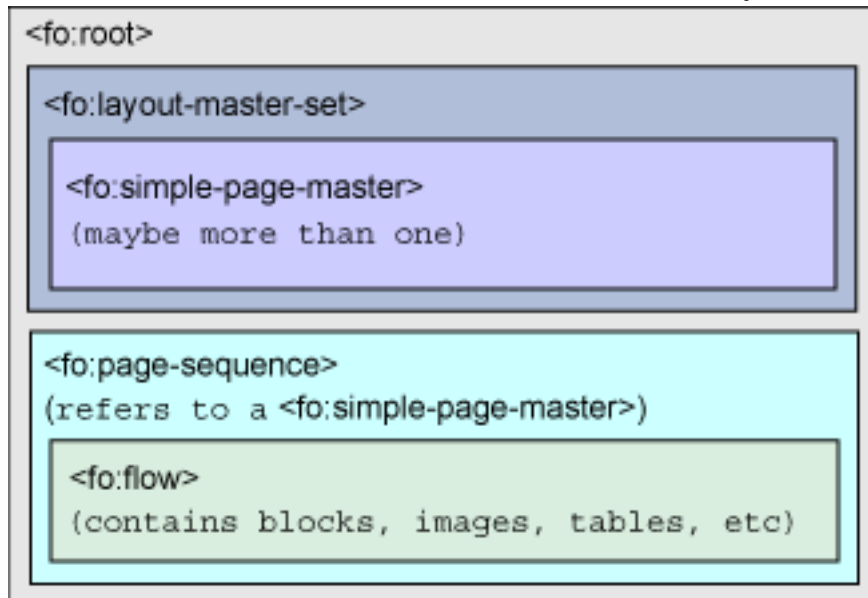 <fo:root>
<fo:layout-master-set>
<fo:simple-page-master>
(maybe more than one)
<fo:page-sequence>
(refers to a <fo:simple-page-master>)
<fo:flow>
(contains blocks, images, tables, etc)